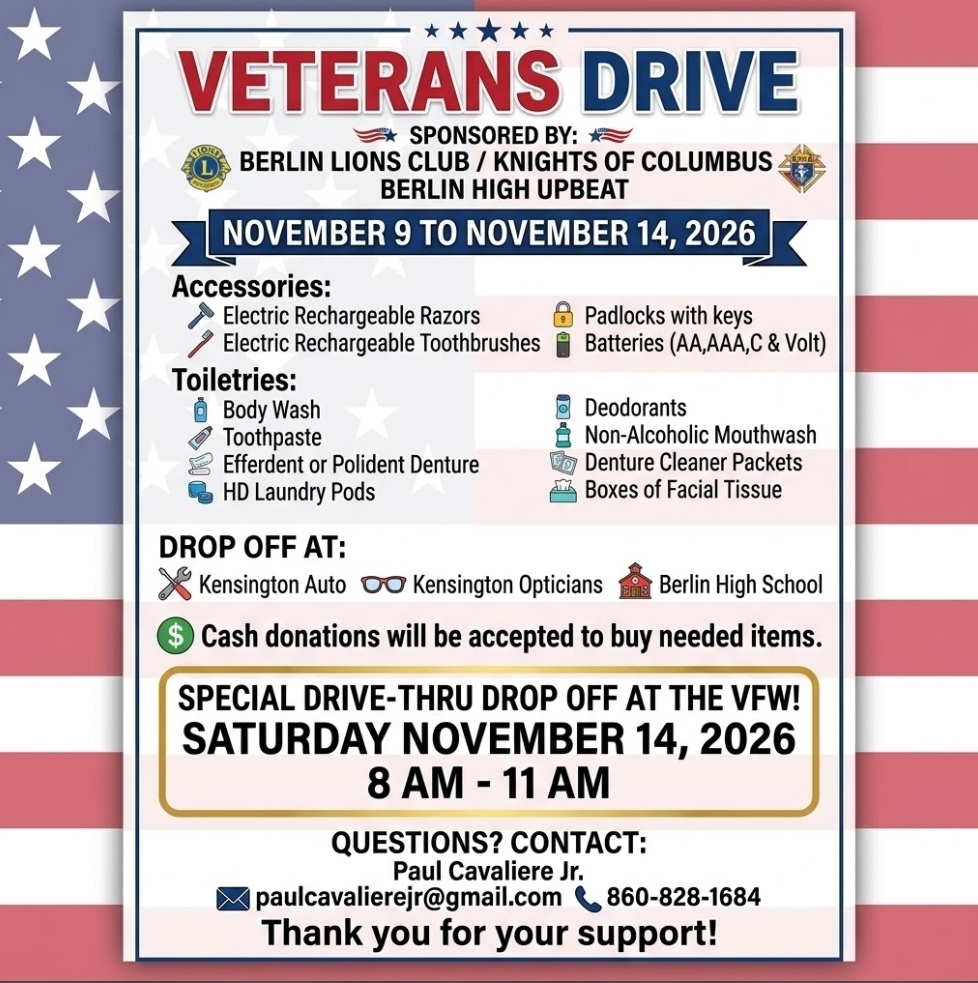 VETERANS DRIVE
SPONSORED BY:
BERLIN LIONS CLUB / KNIGHTS OF COLUMBUS
BERLIN HIGH UPBEAT
NOVEMBER 9 TO NOVEMBER 14, 2026
Accessories:
Electric Rechargeable Razors
Electric Rechargeable Toothbrushes
Padlocks with keys
Batteries (AA,AAA,C & Volt)
Toiletries:
Body Wash
Toothpaste
Efferdent or Polident Denture
HD Laundry Pods
Deodorants
Non-Alcoholic Mouthwash
Denture Cleaner Packets
Boxes of Facial Tissue
DROP OFF AT:
Kensington Auto Kensington Opticians Berlin High School
$ Cash donations will be accepted to buy needed items.
SPECIAL DRIVE-THRU DROP OFF AT THE VFW!
SATURDAY NOVEMBER 14, 2026
8 AM - 11 AM
QUESTIONS? CONTACT:
Paul Cavaliere Jr.
paulcavalierejr@gmail.com 860-828-1684
Thank you for your support!